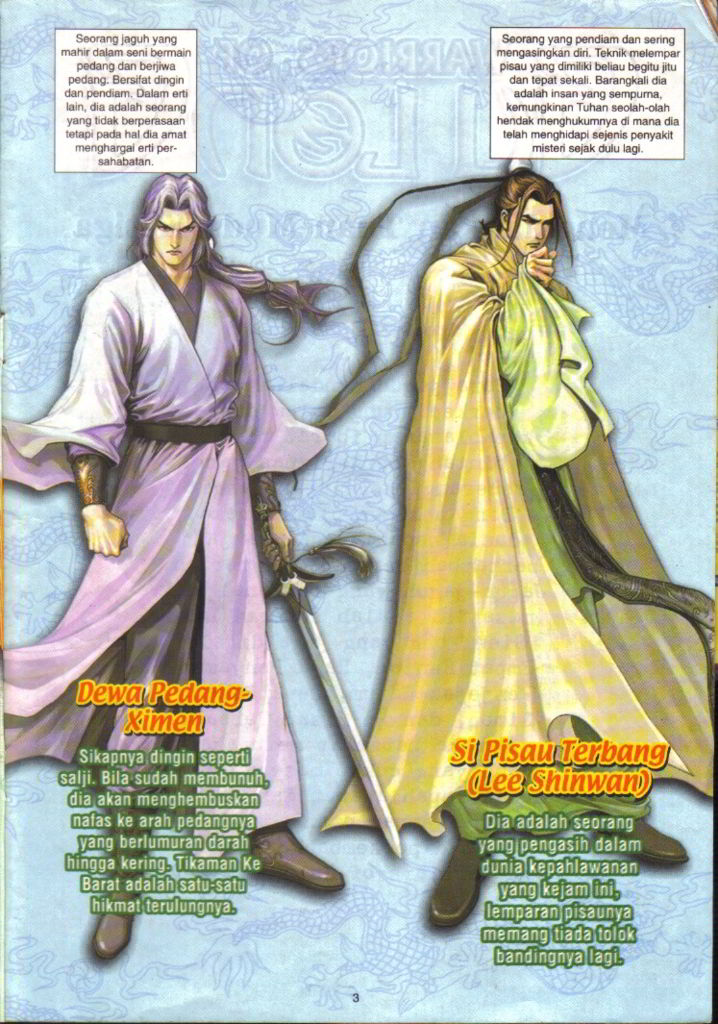 Seorang jaguh yang
mahir dalam seni bermain
pedang dan berjiwa
pedang. Bersifat dingin
dan pendiam. Dalam erti
lain, dia adalah seorang
yang tidak berperasaan
tetapi pada hal dia amat
menghargai erti per-
sahabatan.
Seorang yang pendiam dan sering
mengasingkan diri. Teknik melempar
pisau yang dimiliki beliau begitu jitu
dan tepat sekali. Barangkali dia
adalah insan yang sempurna,
kemungkinan Tuhan seolah-olah
hendak menghukumnya di mana dia
telah menghidapi sejenis penyakit
misteri sejak dulu lagi.
Dewa Pedang-
Ximen
Sikapnya dingin seperti
salji. Bila sudah membunuh,
dia akan menghembuskan
nafas ke arah pedangnya
yang berlumuran darah
hingga kering. Tikaman Ke
Barat adalah satu-satu
hikmat terulungnya.
Si Pisau Terbang
(Lee Shinwan)
Dia adalah seorang
yang pengasih dalam
dunia kepahlawanan
yang kejam ini,
lemparan pisaunya
memang tiada tolok
bandingnya lagi.
3